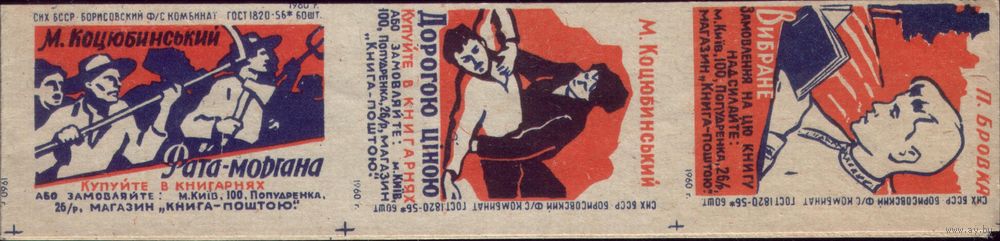 1960 г.
СНХ БССР-БОРИСОВСКИЙ Ф/С КОМБИНАТ ГОСТ 1820-56* 60ШТ.
М. Коцюбинський
Фата-моргана
Купуйте в книгарнях
або замовляйте: м. Київ, 100, Попудренка,
26/р, магазин „Книга-поштою“.
Дорогою ціною
Купуйте в книгарнях
або замовляйте: м. Київ,
100, Попудренка, 26/р, магазин
„Книга-поштою“.
1960 г.
М. Коцюбинський
СНХ БССР БОРИСОВСКИЙ Ф/С КОМБИНАТ ГОСТ 1820-56* 60ШТ
П. Бровка
Вибране
Замовлення на цю книгу
надсилайте:
м. Київ, 100, Попудренка, 26/р.
магазин „Книга-поштою“
1960 г.
СНХ БССР БОРИСОВСКИЙ Ф/С КОМБИНАТ ГОСТ 1820-56* 60ШТ
www.ay.by